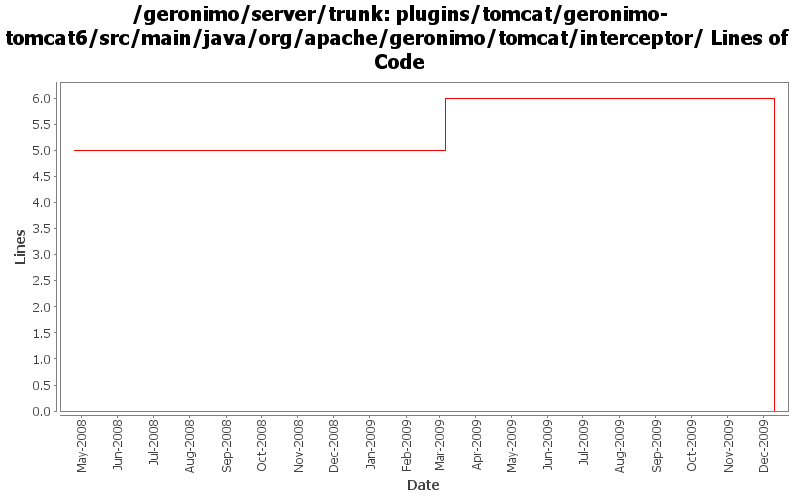 /geronimo/server/trunk: plugins/tomcat/geronimo-
tomcat6/src/main/java/org/apache/geronimo/tomcat/interceptor/ Lines of
Code
6.0
5.5
5.0
4.5
4.0
3.5
3.0
2.5
2.0
1.5
1.0
0.5
0.0
Lines
May-2008
Jun-2008
Jul-2008
Aug-2008
Sep-2008
Oct-2008
Nov-2008
Dec-2008
Jan-2009
Feb-2009
Mar-2009
Apr-2009
May-2009
Jun-2009
Jul-2009
Aug-2009
Sep-2009
Oct-2009
Nov-2009
Dec-2009
Date